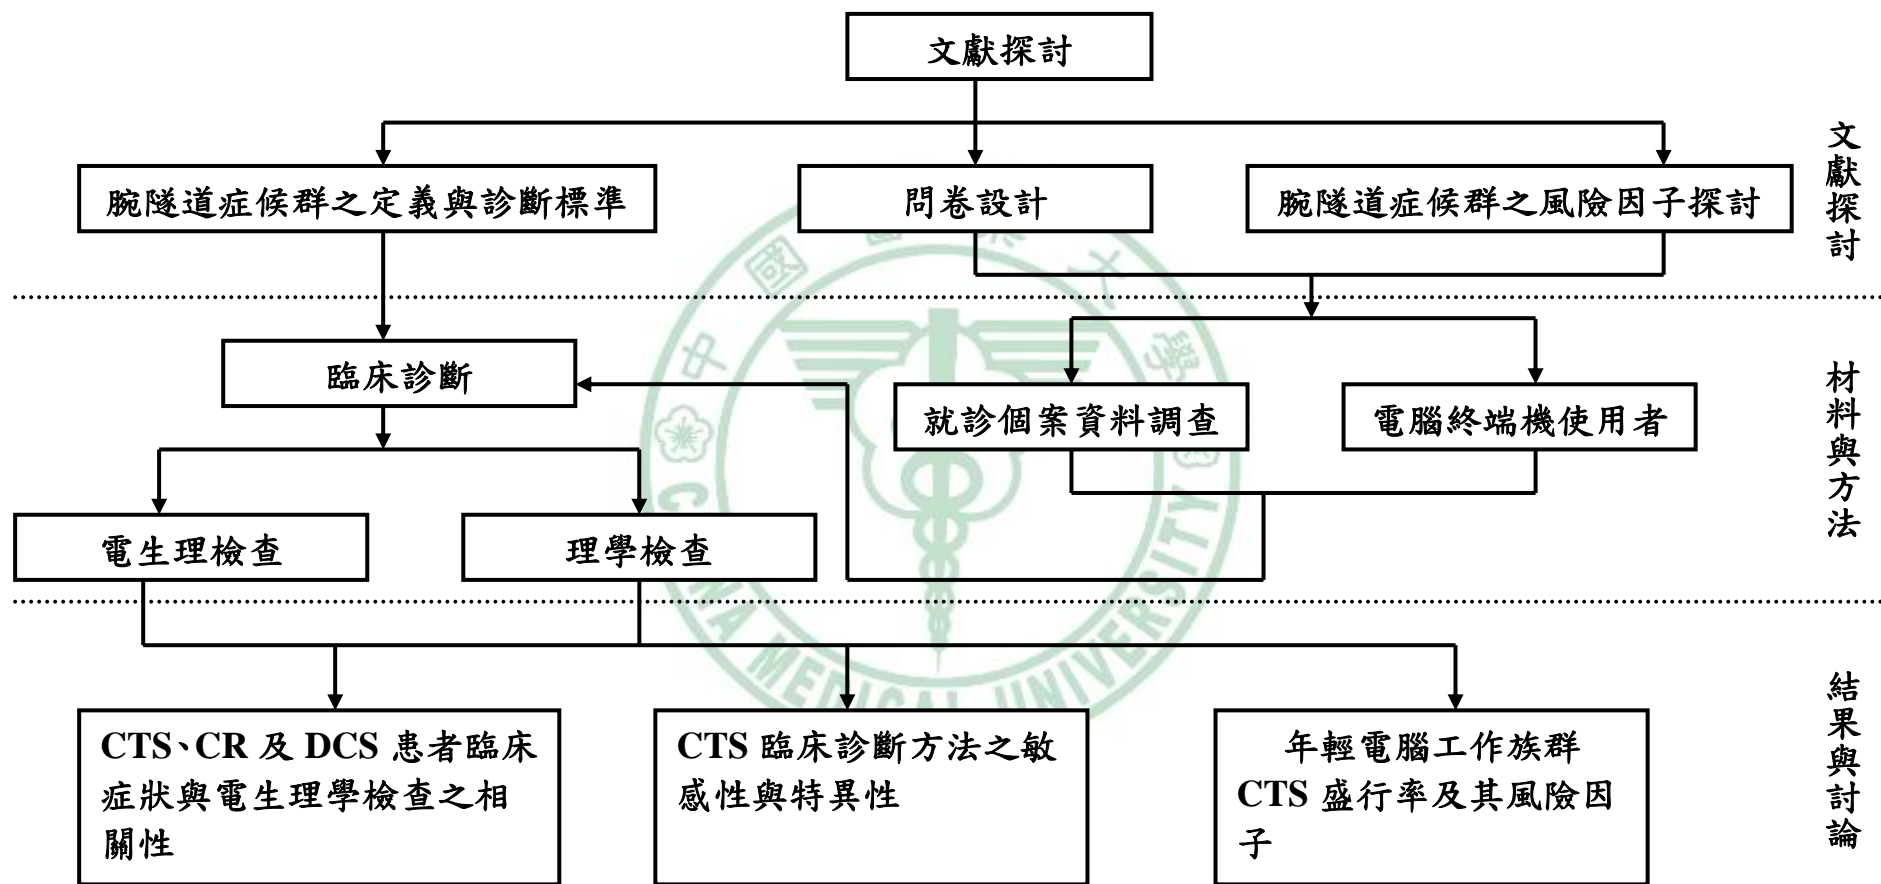 文獻探討
腕隧道症候群之定義與診斷標準
問卷設計
腕隧道症候群之風險因子探討
文獻探討
臨床診斷
就診個案資料調查
電腦終端機使用者
電生理檢查
理學檢查
材料與方法
CTS、CR 及 DCS 患者臨床
症狀與電生理學檢查之相
關性
CTS 臨床診斷方法之敏
感性與特異性
年輕電腦工作族群
CTS 盛行率及其風險因
子
結果與討論
中國
大學
MEDICAL UNIVERSITY